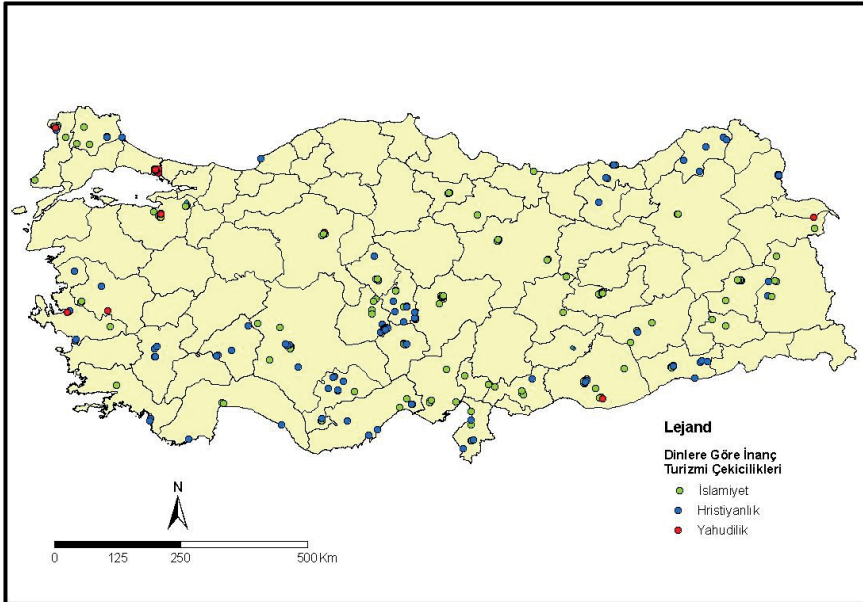 Lejand
Dinlere Göre İnanç
Turizmi Çekicilikleri
İslamiyet
Hristiyanlık
Yahudilik
N
0 125 250 500 Km